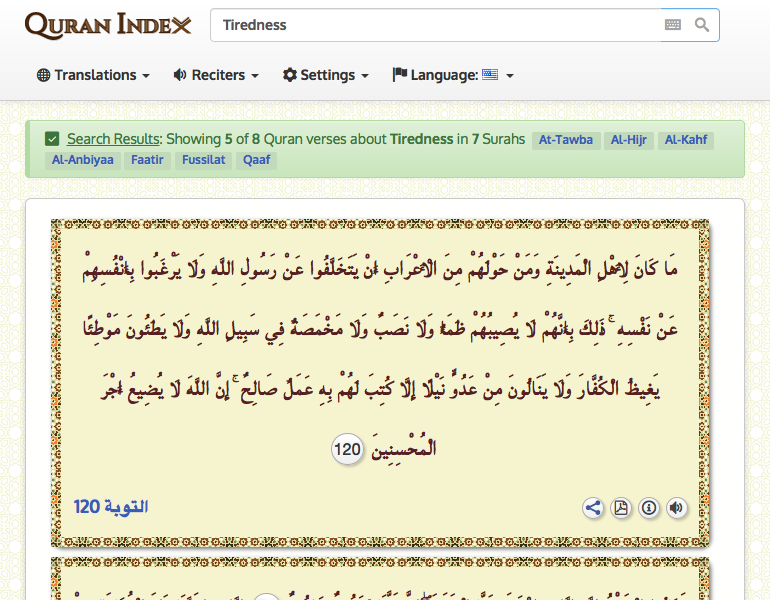 QURAN INDEX
Tiredness
Translations
Reciters
Settings
Language:
Search Results: Showing 5 of 8 Quran verses about Tiredness in 7 Surahs At-Tawba Al-Hijr Al-Kahf
Al-Anbiyaa Faatir Fussilat Qaaf
مَا كَانَ لِأَهْلِ الْمَدِينَةِ وَمَنْ حَوْلَهُمْ مِنَ الْأَعْرَابِ أَنْ يَتَخَلَّفُوا عَنْ رَسُولِ اللَّهِ وَلَا يَرْغَبُوا بِأَنْفُسِهِمْ
عَنْ نَفْسِهِ ۚ ذَٰلِكَ بِأَنَّهُمْ لَا يُصِيبُهُمْ ظَمَأٌ وَلَا نَصَبٌ وَلَا مَخْمَصَةٌ فِي سَبِيلِ اللَّهِ وَلَا يَطَئُونَ مَوْطِئًا
يَغِيظُ الْكُفَّارَ وَلَا يَنَالُونَ مِنْ عَدُوٍّ نَيْلًا إِلَّا كُتِبَ لَهُمْ بِهِ عَمَلٌ صَالِحٌ ۚ إِنَّ اللَّهَ لَا يُضِيعُ أَجْرَ
الْمُحْسِنِينَ 120
التوبة 120